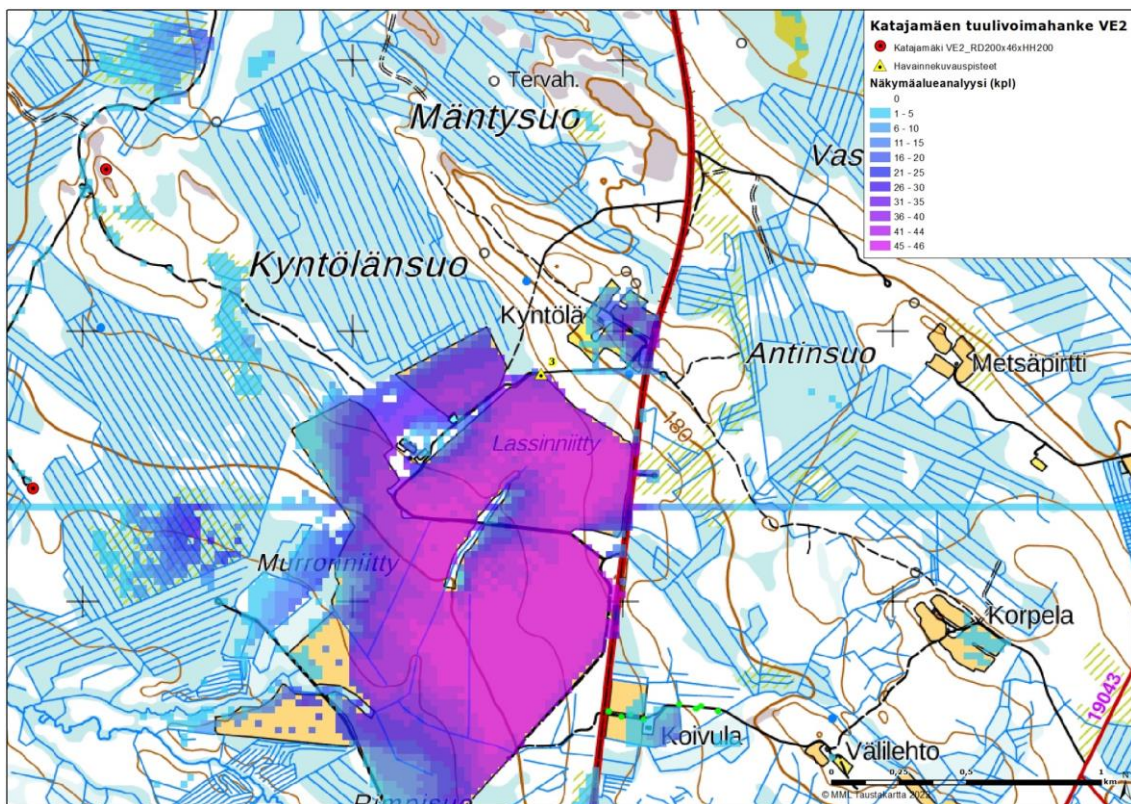 Katajamäen tuulivoimahanke VE2
Katajamäki VE2_RD200x46xHH200
Havainnekuvauspisteet
Näkymäalueanalyysi (kpl)
0
1 - 5
6 - 10
11 - 15
16 - 20
21 - 25
26 - 30
31 - 35
36 - 40
41 - 44
45 - 46
Tervah.
Mäntysuo
Vas
Kyntölänsuo
Kyntölä
3
Antinsuo
Metsäpirtti
180
Lassinniitty
Murronniitty
Korpela
19043
Koivula
Välilehto
0 0,25 0,5 1
km
N
© MML Taustakartta 2022